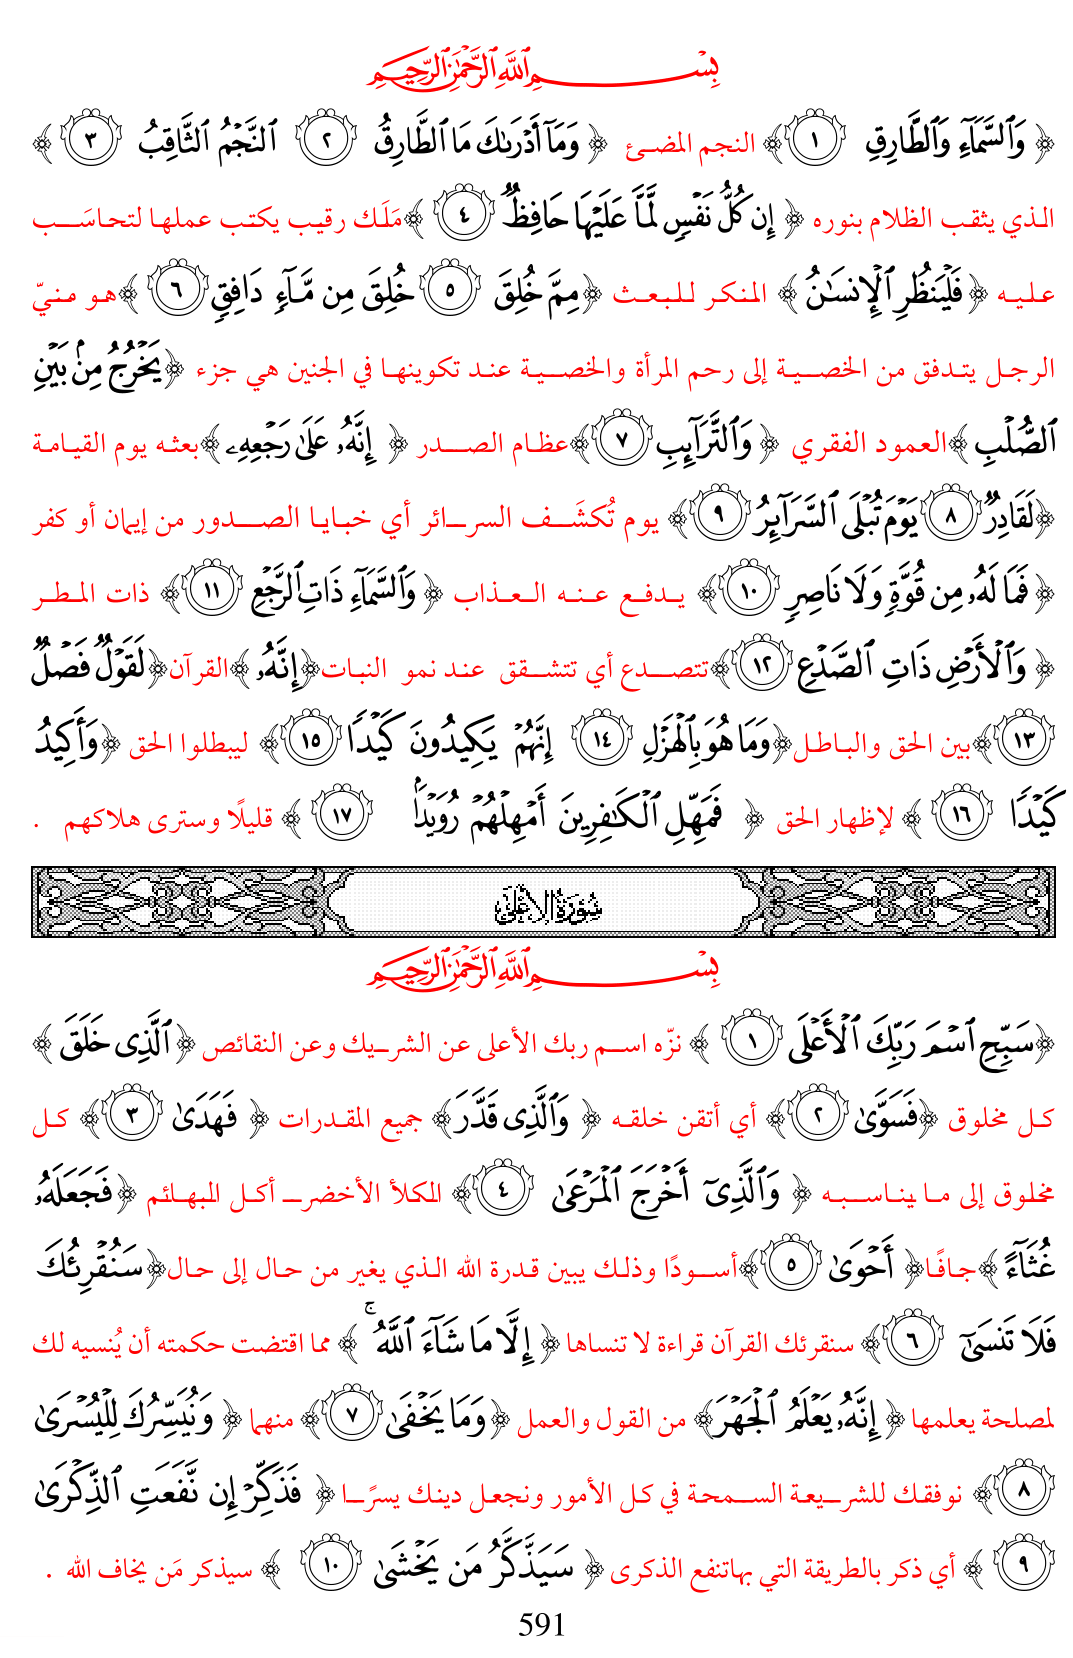 بِسْمِ ٱللَّهِ ٱلرَّحْمَٰنِ ٱلرَّحِيمِ
﴿ وَٱلسَّمَآءِ وَٱلطَّارِقِ ١ ﴾ النجم المضيئ ﴿ وَمَآ أَدْرَىٰكَ مَا ٱلطَّارِقُ ٢ ٱلنَّجْمُ ٱلثَّاقِبُ ٣ ﴾
الذي يثقب الظلام بنوره ﴿ إِن كُلُّ نَفْسٍ لَّمَّا عَلَيْهَا حَافِظٌ ٤ ﴾ مَلَك رقيب يكتب عملها لتحاسَب
عليه ﴿ فَلْيَنظُرِ ٱلْإِنسَٰنُ ﴾ المنكر للبعث ﴿ مِمَّ خُلِقَ ٥ خُلِقَ مِن مَّآءٍ دَافِقٍ ٦ ﴾ هو منيّ
الرجل يتدفق من الخصية إلى رحم المرأة والخصية عند تكوينها في الجنين هي جزء ﴿ يَخْرُجُ مِنۢ بَيْنِ
ٱلصُّلْبِ ﴾ العمود الفقري ﴿ وَٱلتَّرَآئِبِ ٧ ﴾ عظام الصدر ﴿ إِنَّهُۥ عَلَىٰ رَجْعِهِۦ ﴾ بعثه يوم القيامة
﴿ لَقَادِرٌ ٨ يَوْمَ تُبْلَى ٱلسَّرَآئِرُ ٩ ﴾ يوم تُكشَف السرائر أي خبايا الصدور من إيمان أو كفر
﴿ فَمَا لَهُۥ مِن قُوَّةٍ وَلَا نَاصِرٍ ١٠ ﴾ يدفع عنه العذاب ﴿ وَٱلسَّمَآءِ ذَاتِ ٱلرَّجْعِ ١١ ﴾ ذات المطر
﴿ وَٱلْأَرْضِ ذَاتِ ٱلصَّدْعِ ١٢ ﴾ تتصدع أي تتشقق عند نمو النبات ﴿ إِنَّهُۥ ﴾ القرآن ﴿ لَقَوْلٌ فَصْلٌ
١٣ ﴾ بين الحق والباطل ﴿ وَمَا هُوَ بِٱلْهَزْلِ ١٤ إِنَّهُمْ يَكِيدُونَ كَيْدًا ١٥ ﴾ ليبطلوا الحق ﴿ وَأَكِيدُ
كَيْدًا ١٦ ﴾ لإظهار الحق ﴿ فَمَهِّلِ ٱلْكَٰفِرِينَ أَمْهِلْهُمْ رُوَيْدًۢا ١٧ ﴾ قليلًا وسترى هلاكهم .
سُورَةُ الأَعْلَىٰ
بِسْمِ ٱللَّهِ ٱلرَّحْمَٰنِ ٱلرَّحِيمِ
﴿ سَبِّحِ ٱسْمَ رَبِّكَ ٱلْأَعْلَى ١ ﴾ نزّه اسم ربك الأعلى عن الشريك وعن النقائص ﴿ ٱلَّذِى خَلَقَ ﴾
كل مخلوق ﴿ فَسَوَّىٰ ٢ ﴾ أي أتقن خلقه ﴿ وَٱلَّذِى قَدَّرَ ﴾ جميع المقدرات ﴿ فَهَدَىٰ ٣ ﴾ كل
مخلوق إلى ما يناسبه ﴿ وَٱلَّذِىٓ أَخْرَجَ ٱلْمَرْعَىٰ ٤ ﴾ الكلأ الأخضر أكل البهائم ﴿ فَجَعَلَهُۥ
غُثَآءً ﴾ جافًا ﴿ أَحْوَىٰ ٥ ﴾ أسودًا وذلك يبين قدرة الله الذي يغير من حال إلى حال ﴿ سَنُقْرِئُكَ
فَلَا تَنسَىٰٓ ٦ ﴾ سنقرئك القرآن قراءة لا تنساها ﴿ إِلَّا مَا شَآءَ ٱللَّهُ ۚ ﴾ مما اقتضت حكمته أن يُنسيه لك
لمصلحة يعلمها ﴿ إِنَّهُۥ يَعْلَمُ ٱلْجَهْرَ ﴾ من القول والعمل ﴿ وَمَا يَخْفَىٰ ٧ ﴾ منهما ﴿ وَنُيَسِّرُكَ لِلْيُسْرَىٰ
٨ ﴾ نوفقك للشريعة السمحة في كل الأمور ونجعل دينك يسرًا ﴿ فَذَكِّرْ إِن نَّفَعَتِ ٱلذِّكْرَىٰ
٩ ﴾ أي ذكر بالطريقة التي بهاتنفع الذكرى ﴿ سَيَذَّكَّرُ مَن يَخْشَىٰ ١٠ ﴾ سيذكر مَن يخاف الله .
591